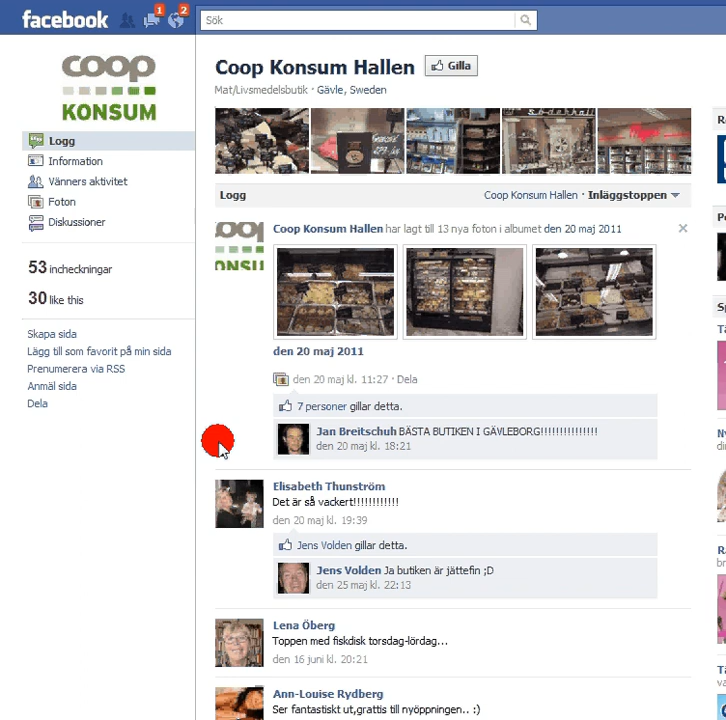 facebook
1
2
Sök
coop
KONSUM
Logg
Information
Vänners aktivitet
Foton
Diskussioner
53 incheckningar
30 like this
Skapa sida
Lägg till som favorit på min sida
Prenumerera via RSS
Anmäl sida
Dela
Coop Konsum Hallen
Gilla
Mat/Livsmedelsbutik · Gävle, Sweden
Logg
Coop Konsum Hallen · Inläggstoppen
Coop Konsum Hallen har lagt till 13 nya foton i albumet den 20 maj 2011
den 20 maj 2011
den 20 maj kl. 11:27 · Dela
7 personer gillar detta.
Jan Breitschuh BÄSTA BUTIKEN I GÄVLEBORG!!!!!!!!!!!!!!!
den 20 maj kl. 18:21
Elisabeth Thunström
Det är så vackert!!!!!!!!!!!!
den 20 maj kl. 19:39
Jens Volden gillar detta.
Jens Volden Ja butiken är jättefin ;D
den 25 maj kl. 22:13
Lena Öberg
Toppen med fiskdisk torsdag-lördag...
den 16 juni kl. 20:21
Ann-Louise Rydberg
Ser fantastiskt ut,grattis till nyöppningen.. :)